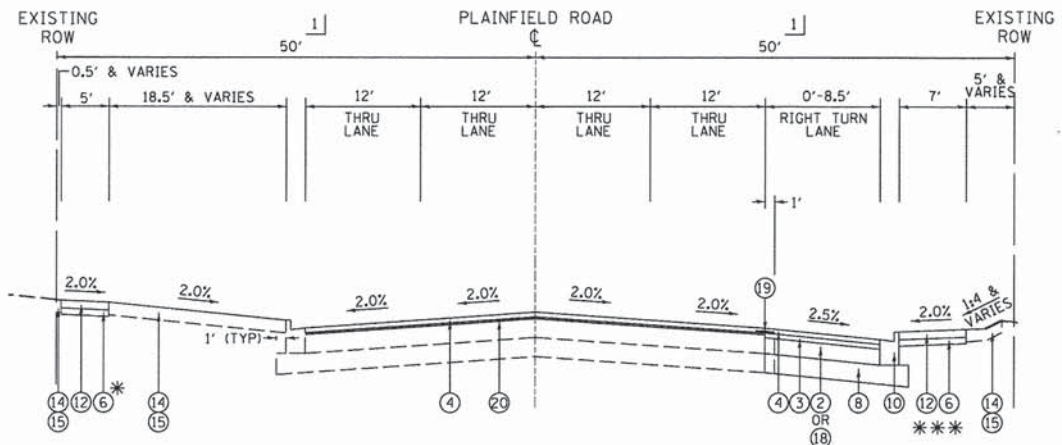 EXISTING
ROW
1
PLAINFIELD ROAD
℄
1
EXISTING
ROW
50'
50'
0.5' & VARIES
5' &
VARIES
5'
18.5' & VARIES
12'
12'
12'
12'
0'-8.5'
7'
THRU
LANE
THRU
LANE
THRU
LANE
THRU
LANE
RIGHT TURN
LANE
1'
2.0%
2.0%
2.0%
2.0%
2.0%
2.0%
19
2.5%
2.0%
1:4 &
VARIES
1' (TYP)
14
15
12
6
*
14
15
4
20
4
3
2
OR
18
8
10
12
6
* * *
14
15